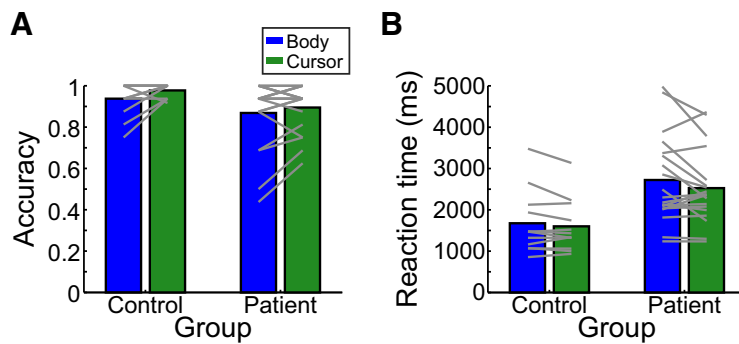 A
Body
Cursor
Accuracy
1
0.8
0.6
0.4
0.2
0
Control
Patient
Group
B
Reaction time (ms)
5000
4000
3000
2000
1000
0
Control
Patient
Group